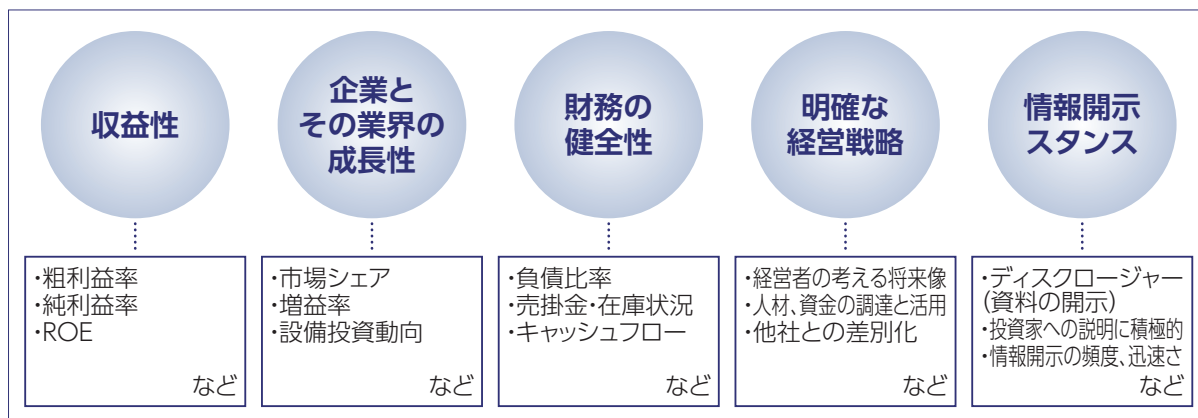 収益性
企業と
その業界の
成長性
財務の
健全性
明確な
経営戦略
情報開示
スタンス
・粗利益率
・純利益率
・ROE
など
・市場シェア
・増益率
・設備投資動向
など
・負債比率
・売掛金・在庫状況
・キャッシュフロー
など
・経営者の考える将来像
・人材、資金の調達と活用
・他社との差別化
など
・ディスクロージャー
(資料の開示)
・投資家への説明に積極的
・情報開示の頻度、迅速さ
など